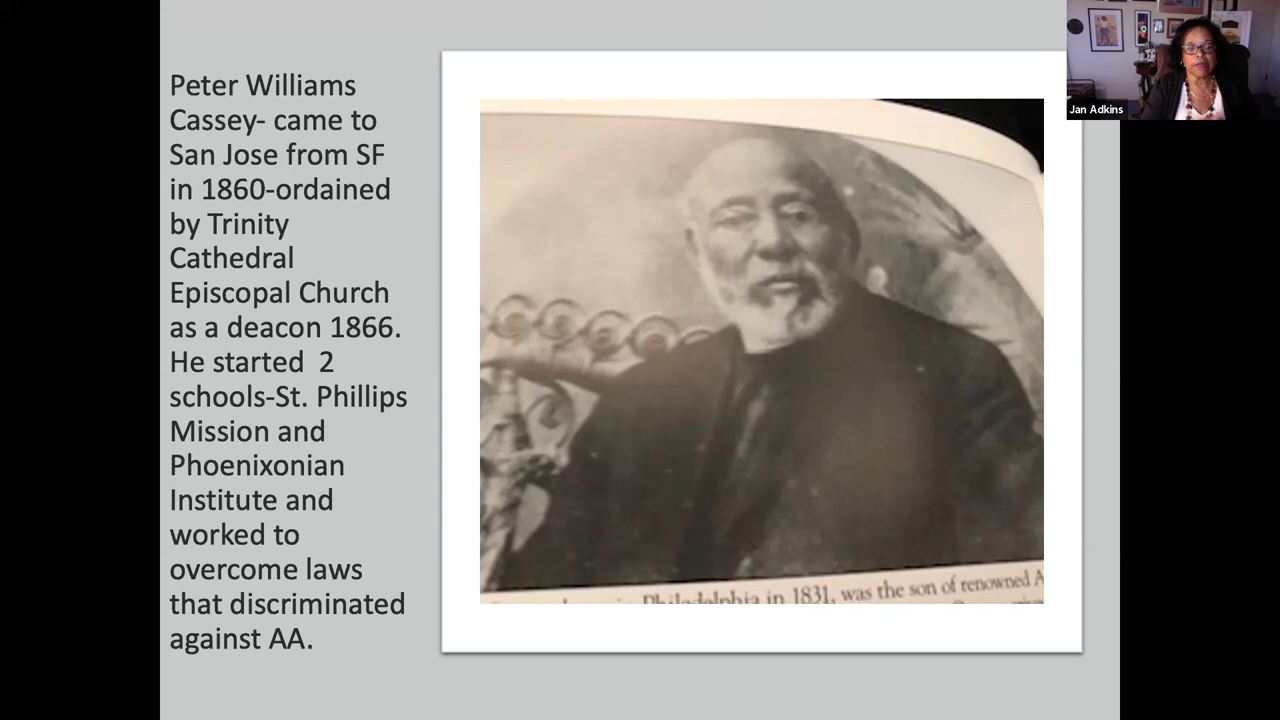 Peter Williams
Cassey- came to
San Jose from SF
in 1860-ordained
by Trinity
Cathedral
Episcopal Church
as a deacon 1866.
He started  2
schools-St. Phillips
Mission and
Phoenixonian
Institute and
worked to
overcome laws
that discriminated
against AA.
Philadelphia in 1831, was the son of renowned A
Jan Adkins